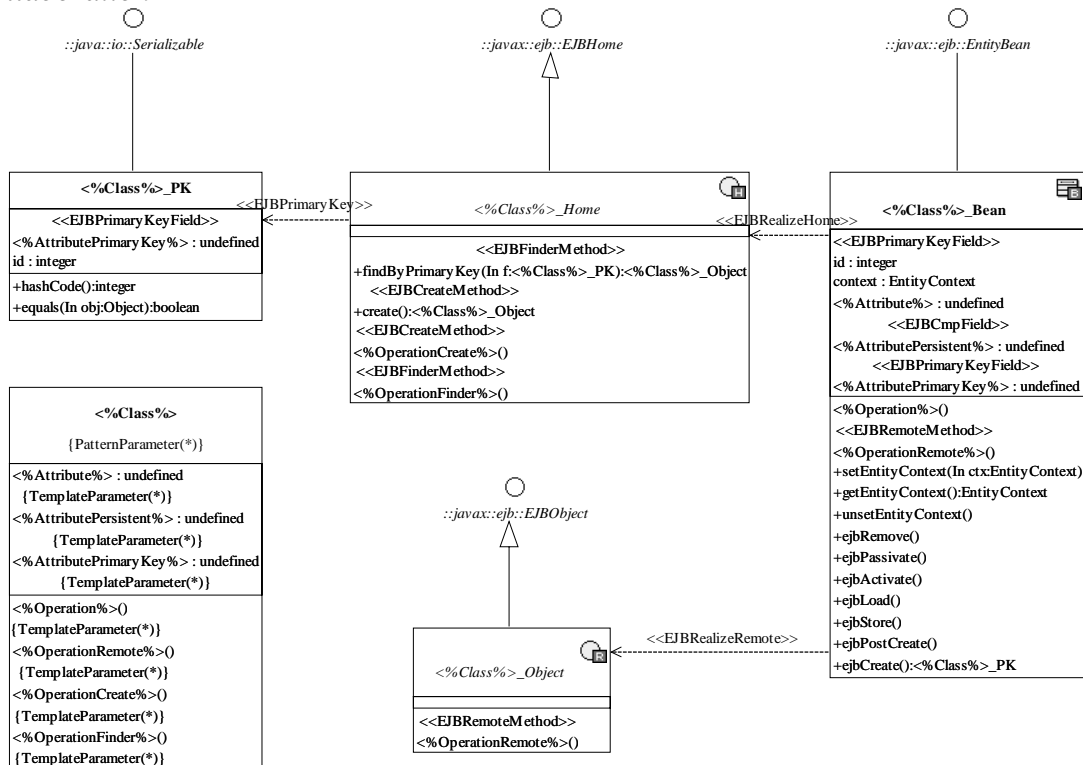 ::java::io::Serializable
::javax::ejb::EJBHome
::javax::ejb::EntityBean
<%Class%>_PK
<<EJBPrimaryKeyField>>
<%AttributePrimaryKey%> : undefined
id : integer
+hashCode():integer
+equals(In obj:Object):boolean
<<EJBPrimaryKey>>
H
<%Class%>_Home
<<EJBFinderMethod>>
+findByPrimaryKey(In f:<%Class%>_PK):<%Class%>_Object
<<EJBCreateMethod>>
+create():<%Class%>_Object
<<EJBCreateMethod>>
<%OperationCreate%>()
<<EJBFinderMethod>>
<%OperationFinder%>()
<<EJBRealizeHome>>
B
<%Class%>_Bean
<<EJBPrimaryKeyField>>
id : integer
context : EntityContext
<%Attribute%> : undefined
<<EJBCmpField>>
<%AttributePersistent%> : undefined
<<EJBPrimaryKeyField>>
<%AttributePrimaryKey%> : undefined
<%Operation%>()
<<EJBRemoteMethod>>
<%OperationRemote%>()
+setEntityContext(In ctx:EntityContext)
+getEntityContext():EntityContext
+unsetEntityContext()
+ejbRemove()
+ejbPassivate()
+ejbActivate()
+ejbLoad()
+ejbStore()
+ejbPostCreate()
+ejbCreate():<%Class%>_PK
<%Class%>
{PatternParameter(*)}
<%Attribute%> : undefined
{TemplateParameter(*)}
<%AttributePersistent%> : undefined
{TemplateParameter(*)}
<%AttributePrimaryKey%> : undefined
{TemplateParameter(*)}
<%Operation%>()
{TemplateParameter(*)}
<%OperationRemote%>()
{TemplateParameter(*)}
<%OperationCreate%>()
{TemplateParameter(*)}
<%OperationFinder%>()
{TemplateParameter(*)}
::javax::ejb::EJBObject
<<EJBRealizeRemote>>
R
<%Class%>_Object
<<EJBRemoteMethod>>
<%OperationRemote%>()